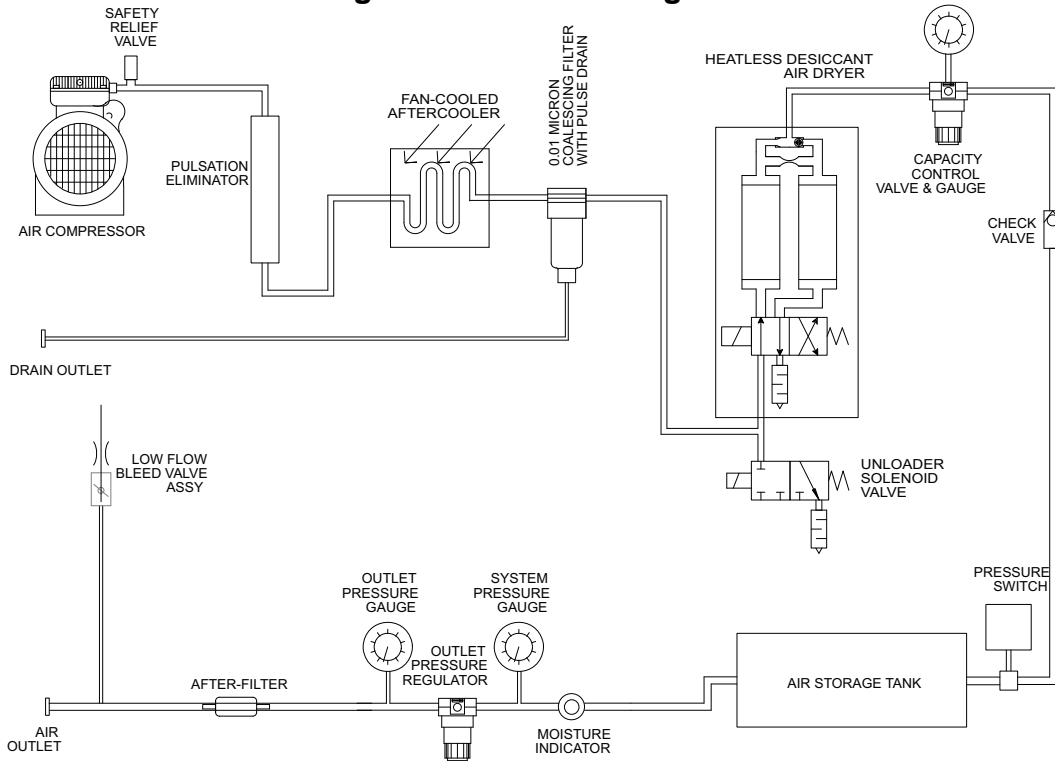 SAFETY
RELIEF
VALVE
AIR COMPRESSOR
PULSATION
ELIMINATOR
FAN-COOLED
AFTERCOOLER
0.01 MICRON
COALESCING FILTER
WITH PULSE DRAIN
HEATLESS DESICCANT
AIR DRYER
CAPACITY
CONTROL
VALVE & GAUGE
CHECK
VALVE
DRAIN OUTLET
LOW FLOW
BLEED VALVE
ASSY
UNLOADER
SOLENOID
VALVE
PRESSURE
SWITCH
OUTLET
PRESSURE
GAUGE
SYSTEM
PRESSURE
GAUGE
OUTLET
PRESSURE
REGULATOR
AFTER-FILTER
AIR STORAGE TANK
AIR
OUTLET
MOISTURE
INDICATOR